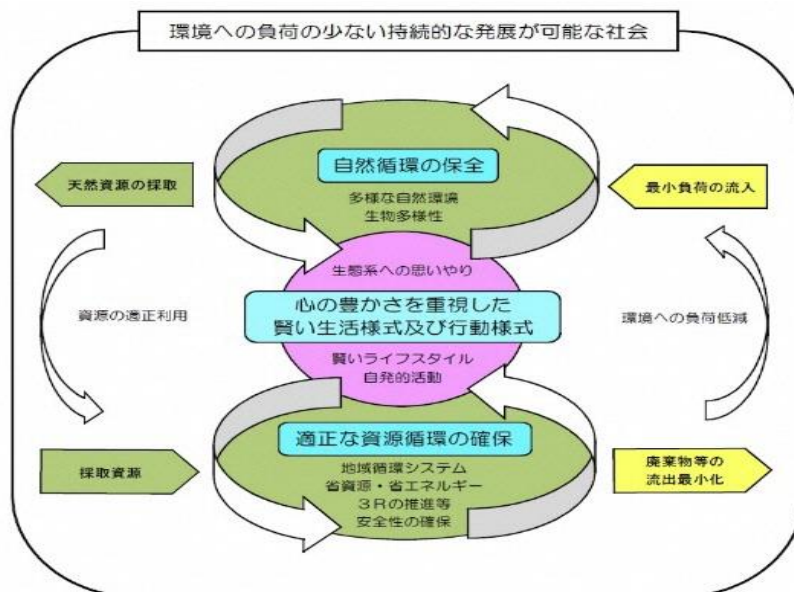 環境への負荷の少ない持続的な発展が可能な社会
自然循環の保全
多様な自然環境
生物多様性
天然資源の採取
最小負荷の流入
生態系への思いやり
心の豊かさを重視した
賢い生活様式及び行動様式
賢いライフスタイル
自発的活動
資源の適正利用
環境への負荷低減
適正な資源循環の確保
地域循環システム
省資源・省エネルギー
3Rの推進等
安全性の確保
採取資源
廃棄物等の
流出最小化